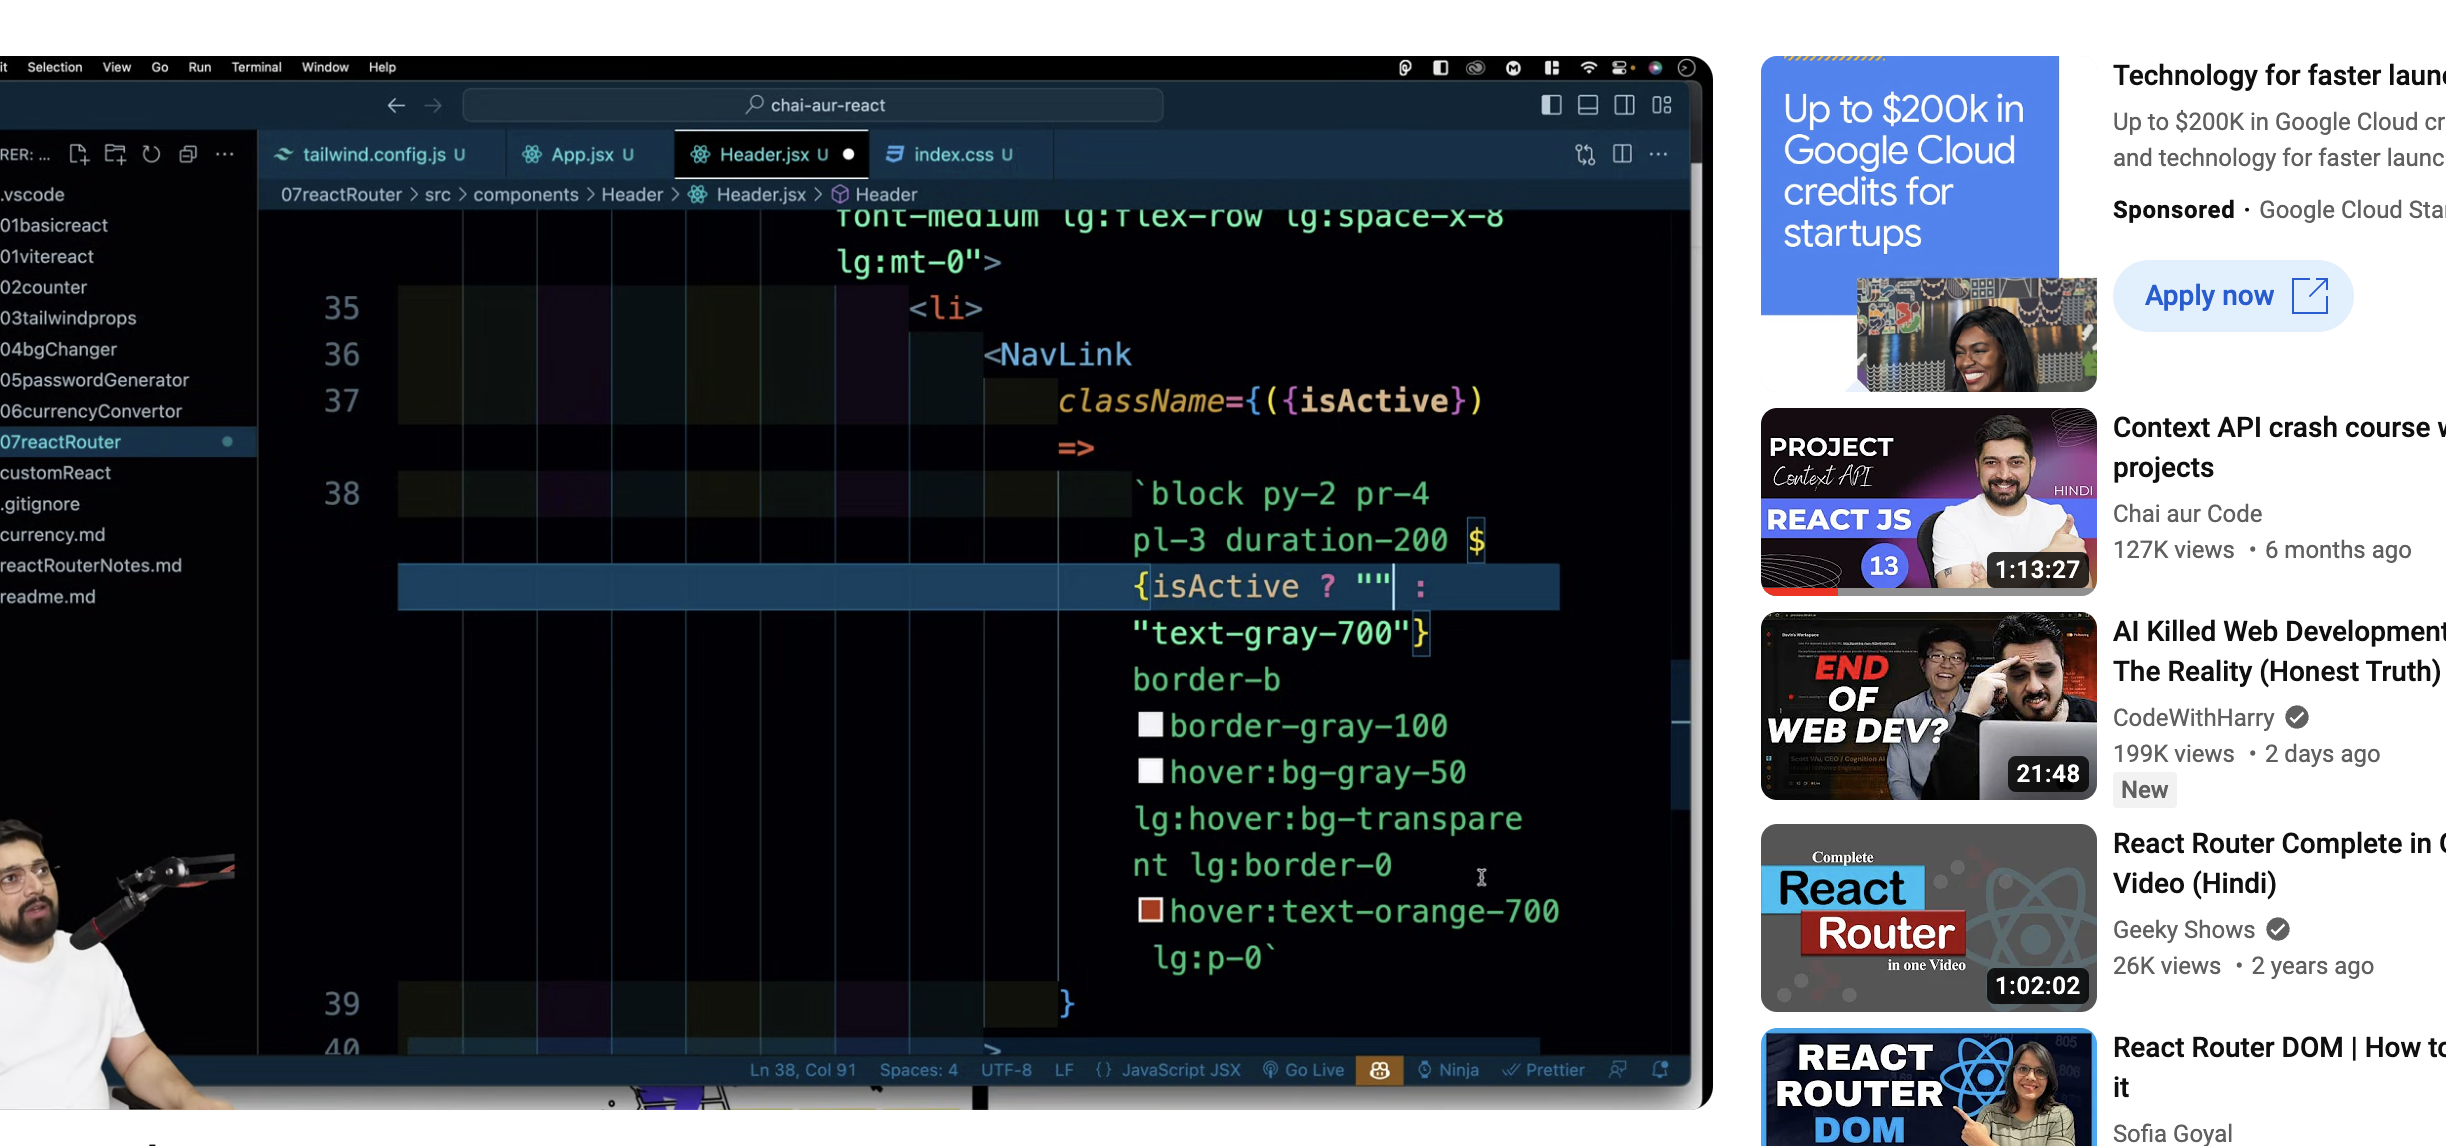 Selection View Go Run Terminal Window Help
chai-aur-react
tailwind.config.js U App.jsx U Header.jsx U index.css U
07reactRouter > src > components > Header > Header.jsx > Header
.vscode
01basicreact
01vitereact
02counter
03tailwindprops
04bgChanger
05passwordGenerator
06currencyConvertor
07reactRouter
customReact
.gitignore
currency.md
reactRouterNotes.md
readme.md
font-medium lg:flex-row lg:space-x-8
lg:mt-0">
35 <li>
36 <NavLink
37 className={({isActive})
=>
38 `block py-2 pr-4
pl-3 duration-200 $
{isActive ? "" :
"text-gray-700"}
border-b
border-gray-100
hover:bg-gray-50
lg:hover:bg-transpare
nt lg:border-0
hover:text-orange-700
lg:p-0`
39 }
40 >
Ln 38, Col 91 Spaces: 4 UTF-8 LF {} JavaScript JSX Go Live Ninja Prettier
Up to $200k in
Google Cloud
credits for
startups
Technology for faster laun
Up to $200K in Google Cloud cr
and technology for faster launc
Sponsored · Google Cloud Sta
Apply now
PROJECT
Context API
HINDI
REACT JS
13
1:13:27
Context API crash course w
projects
Chai aur Code
127K views • 6 months ago
END
OF
WEB DEV?
21:48
AI Killed Web Development
The Reality (Honest Truth)
CodeWithHarry
199K views • 2 days ago
New
Complete
React
Router
in one Video
1:02:02
React Router Complete in
Video (Hindi)
Geeky Shows
26K views • 2 years ago
REACT
ROUTER
DOM
React Router DOM | How to
it
Sofia Goyal